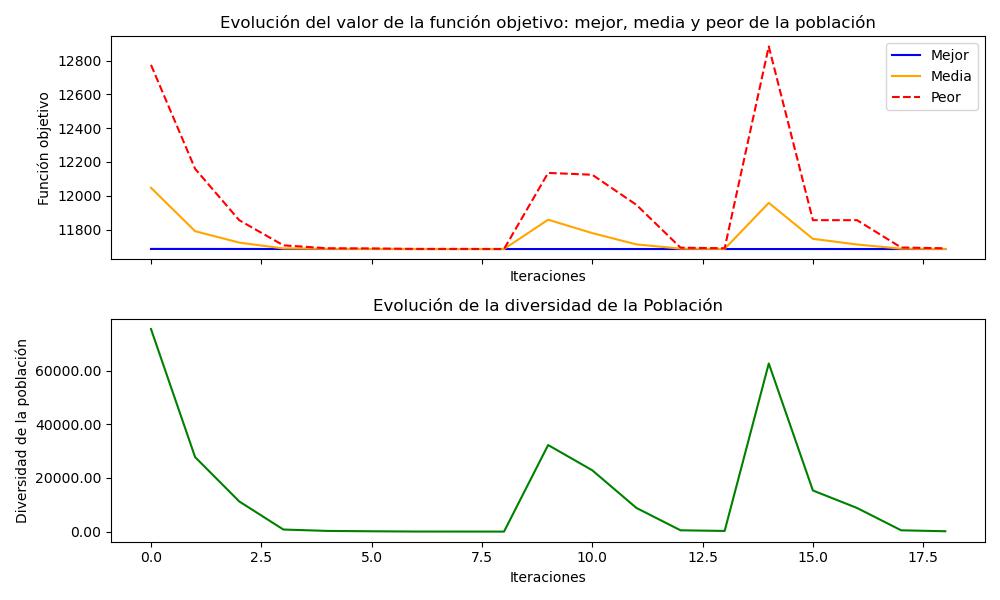 Evolución del valor de la función objetivo: mejor, media y peor de la población
Función objetivo
12800
12600
12400
12200
12000
11800
Mejor
Media
Peor
Iteraciones
Evolución de la diversidad de la Población
Diversidad de la población
60000.00
40000.00
20000.00
0.00
0.0 2.5 5.0 7.5 10.0 12.5 15.0 17.5
Iteraciones